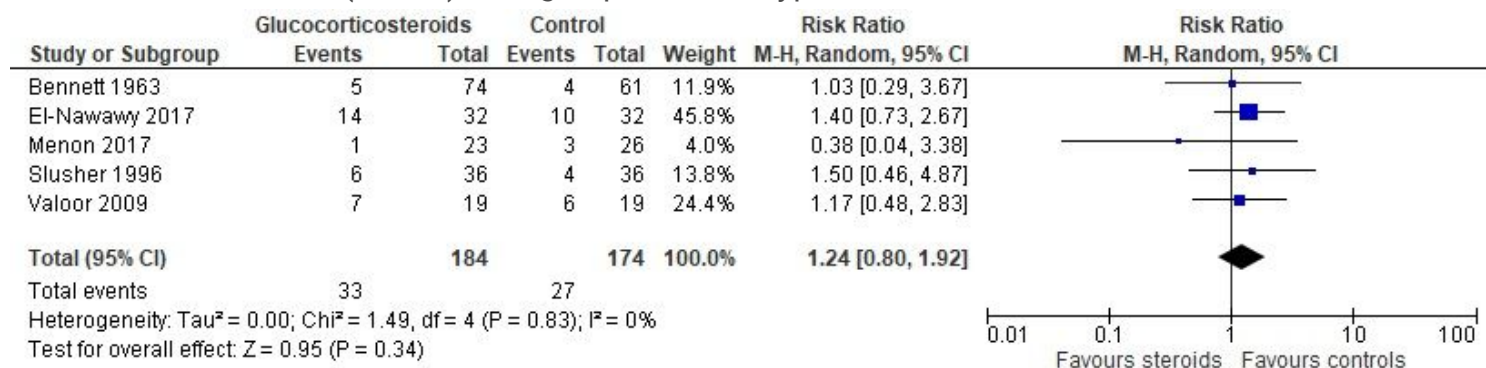 Glucocorticosteroids Control Risk Ratio Risk Ratio
Study or Subgroup Events Total Events Total Weight M-H, Random, 95% CI M-H, Random, 95% CI
Bennett 1963 5 74 4 61 11.9% 1.03 [0.29, 3.67]
El-Nawawy 2017 14 32 10 32 45.8% 1.40 [0.73, 2.67]
Menon 2017 1 23 3 26 4.0% 0.38 [0.04, 3.38]
Slusher 1996 6 36 4 36 13.8% 1.50 [0.46, 4.87]
Valoor 2009 7 19 6 19 24.4% 1.17 [0.48, 2.83]
Total (95% CI) 184 174 100.0% 1.24 [0.80, 1.92]
Total events 33 27
Heterogeneity: Tau² = 0.00; Chi² = 1.49, df = 4 (P = 0.83); I² = 0%
Test for overall effect: Z = 0.95 (P = 0.34)
0.01 0.1 1 10 100
Favours steroids Favours controls